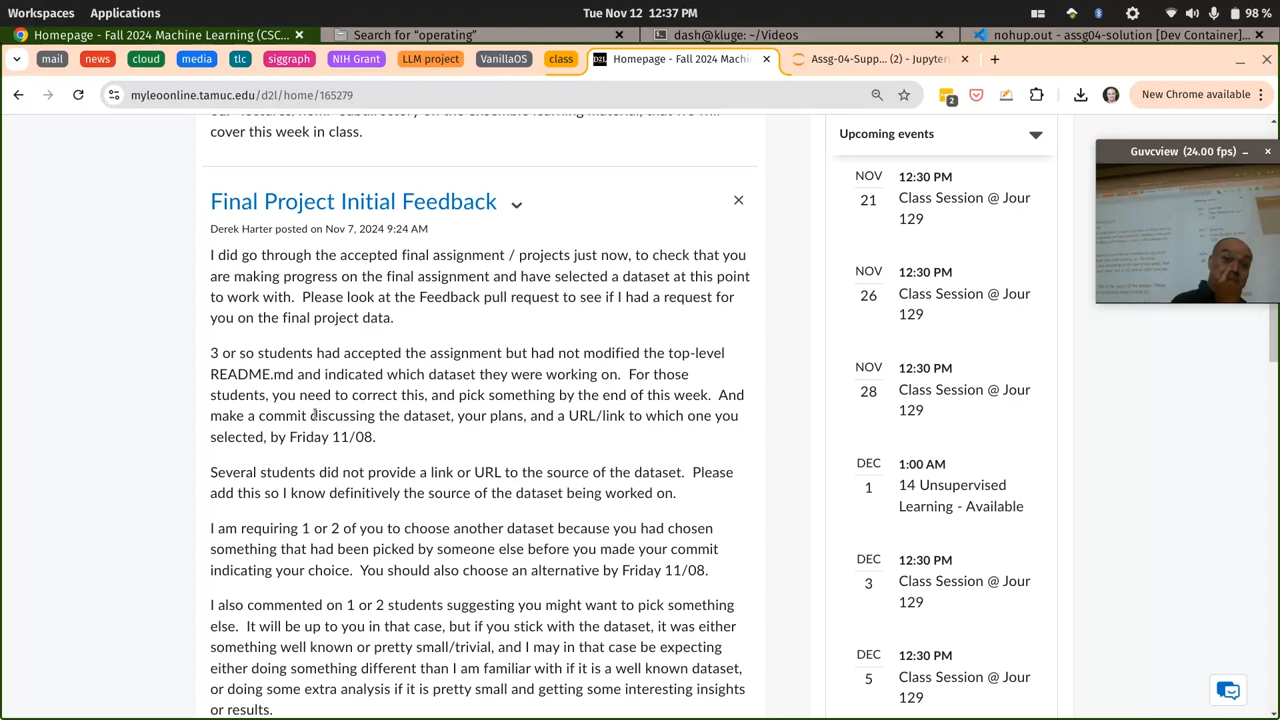 Workspaces Applications Tue Nov 12 12:37 PM 98 %
Homepage - Fall 2024 Machine Learning (CSC... × Search for “operating” × dash@kluge: ~/Videos × nohup.out - assg04-solution [Dev Container]... ×
mail news cloud media tlc siggraph NIH Grant LLM project VanillaOS class D2L Homepage - Fall 2024 Machi × Assg-04-Supp... (2) - Jupyter ×
myleoonline.tamuc.edu/d2l/home/165279 2 New Chrome available
cover this week in class.
Final Project Initial Feedback
Derek Harter posted on Nov 7, 2024 9:24 AM
I did go through the accepted final assignment / projects just now, to check that you
are making progress on the final assignment and have selected a dataset at this point
to work with. Please look at the Feedback pull request to see if I had a request for
you on the final project data.
3 or so students had accepted the assignment but had not modified the top-level
README.md and indicated which dataset they were working on. For those
students, you need to correct this, and pick something by the end of this week. And
make a commit discussing the dataset, your plans, and a URL/link to which one you
selected, by Friday 11/08.
Several students did not provide a link or URL to the source of the dataset. Please
add this so I know definitively the source of the dataset being worked on.
I am requiring 1 or 2 of you to choose another dataset because you had chosen
something that had been picked by someone else before you made your commit
indicating your choice. You should also choose an alternative by Friday 11/08.
I also commented on 1 or 2 students suggesting you might want to pick something
else. It will be up to you in that case, but if you stick with the dataset, it was either
something well known or pretty small/trivial, and I may in that case be expecting
either doing something different than I am familiar with if it is a well known dataset,
or doing some extra analysis if it is pretty small and getting some interesting insights
or results.
Upcoming events
NOV 12:30 PM
21 Class Session @ Jour
129
NOV 12:30 PM
26 Class Session @ Jour
314
NOV 12:30 PM
28 Class Session @ Jour
129
DEC 1:00 AM
1 14 Unsupervised
Learning - Available
DEC 12:30 PM
3 Class Session @ Jour
129
DEC 12:30 PM
5 Class Session @ Jour
129
Guvcview (24.00 fps)